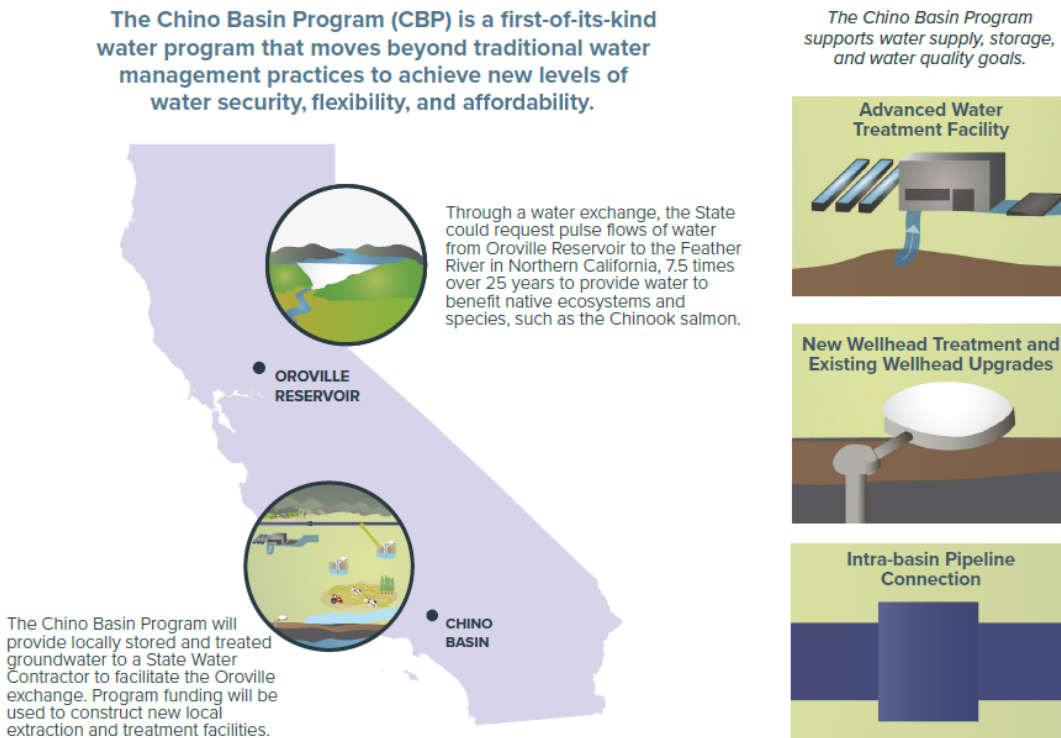 The Chino Basin Program (CBP) is a first-of-its-kind
water program that moves beyond traditional water
management practices to achieve new levels of
water security, flexibility, and affordability.
The Chino Basin Program
supports water supply, storage,
and water quality goals.
Advanced Water
Treatment Facility
Through a water exchange, the State
could request pulse flows of water
from Oroville Reservoir to the Feather
River in Northern California, 7.5 times
over 25 years to provide water to
benefit native ecosystems and
species, such as the Chinook salmon.
New Wellhead Treatment and
Existing Wellhead Upgrades
OROVILLE
RESERVOIR
Intra-basin Pipeline
Connection
CHINO
BASIN
The Chino Basin Program will
provide locally stored and treated
groundwater to a State Water
Contractor to facilitate the Oroville
exchange. Program funding will be
used to construct new local
extraction and treatment facilities.